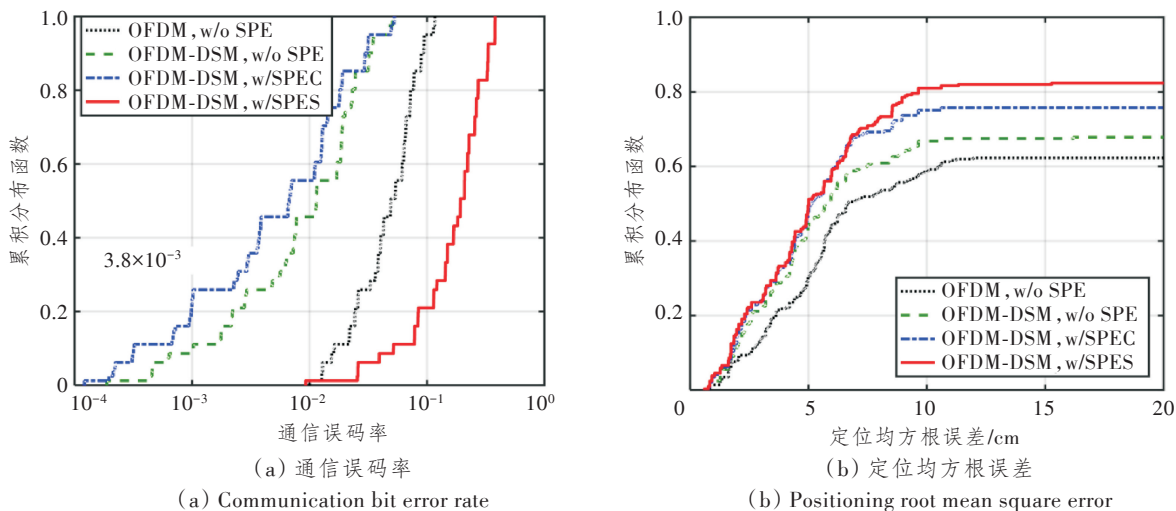 1.0
0.8
0.6
0.4
0.2
0
累积分布函数
OFDM,w/o SPE
OFDM-DSM,w/o SPE
OFDM-DSM,w/SPEC
OFDM-DSM,w/SPES
3.8×10⁻³
10⁻⁴ 10⁻³ 10⁻² 10⁻¹ 10⁰
通信误码率
(a) 通信误码率
(a) Communication bit error rate
1.0
0.8
0.6
0.4
0.2
累积分布函数
OFDM,w/o SPE
OFDM-DSM,w/o SPE
OFDM-DSM,w/SPEC
OFDM-DSM,w/SPES
0 5 10 15 20
定位均方根误差/cm
(b) 定位均方根误差
(b) Positioning root mean square error